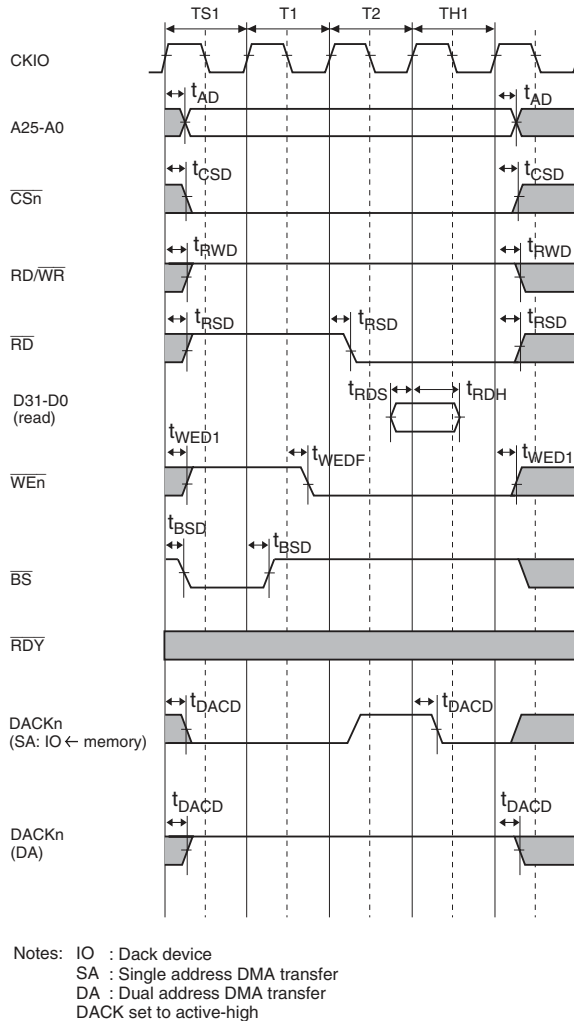 TS1 T1 T2 TH1
CKIO
tAD tAD
A25-A0
tCSD tCSD
CSn
tRWD tRWD
RD/WR
tRSD tRSD tRSD
RD
D31-D0
(read)
tRDS tRDH
tWED1 tWEDF tWED1
WEn
tBSD tBSD
BS
RDY
tDACD tDACD
DACKn
(SA: IO ← memory)
tDACD tDACD
DACKn
(DA)
Notes: IO : Dack device
SA : Single address DMA transfer
DA : Dual address DMA transfer
DACK set to active-high